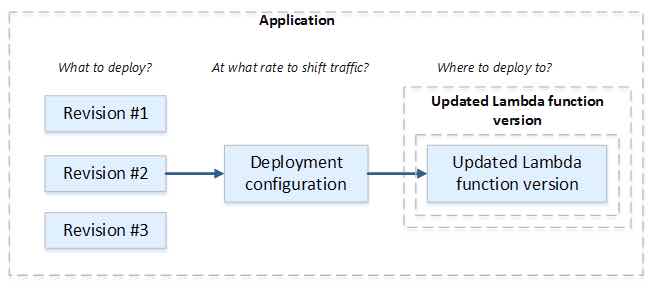 Application
What to deploy?
At what rate to shift traffic?
Where to deploy to?
Revision #1
Revision #2
Revision #3
Deployment
configuration
Updated Lambda function
version
Updated Lambda
function version